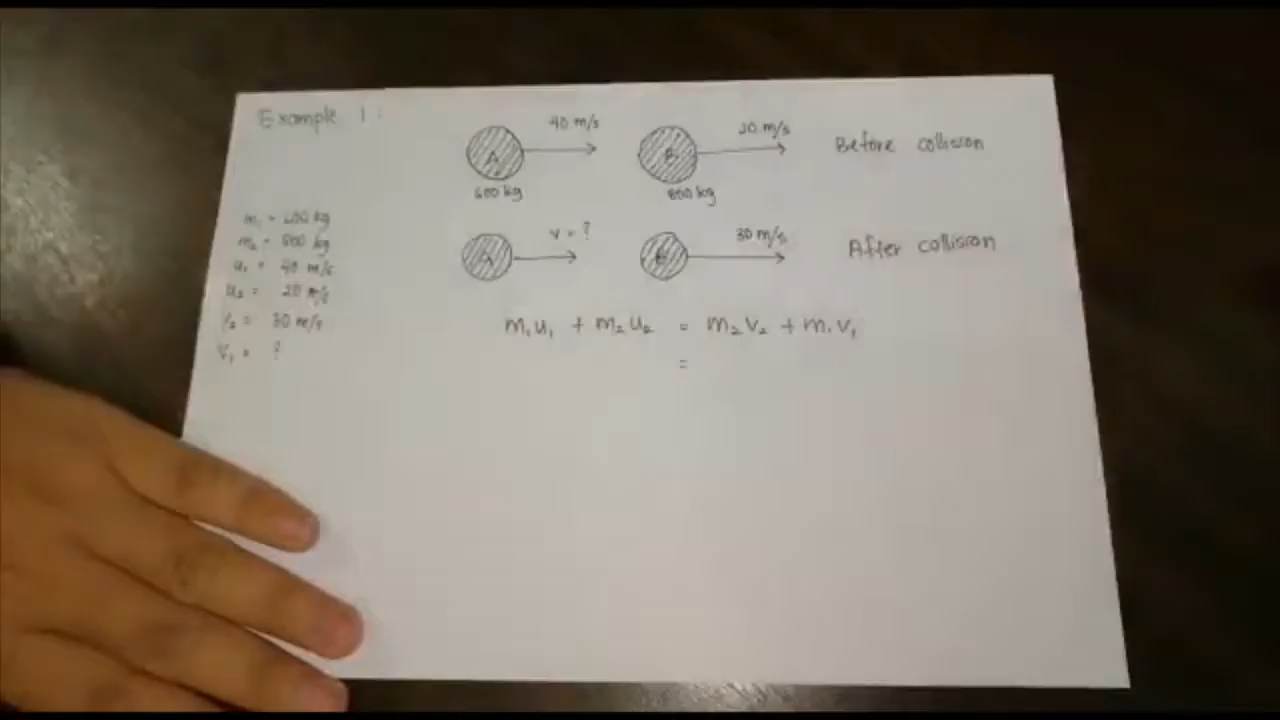 Example 1 :
40 m/s 20 m/s
A B Before collision
600 kg 800 kg
v = ? 30 m/s
A B After collision
m₁ = 600 kg
m₂ = 800 kg
u₁ = 40 m/s
u₂ = 20 m/s
v₂ = 30 m/s
v₁ = ?
m₁u₁ + m₂u₂ = m₂v₂ + m₁v₁
=